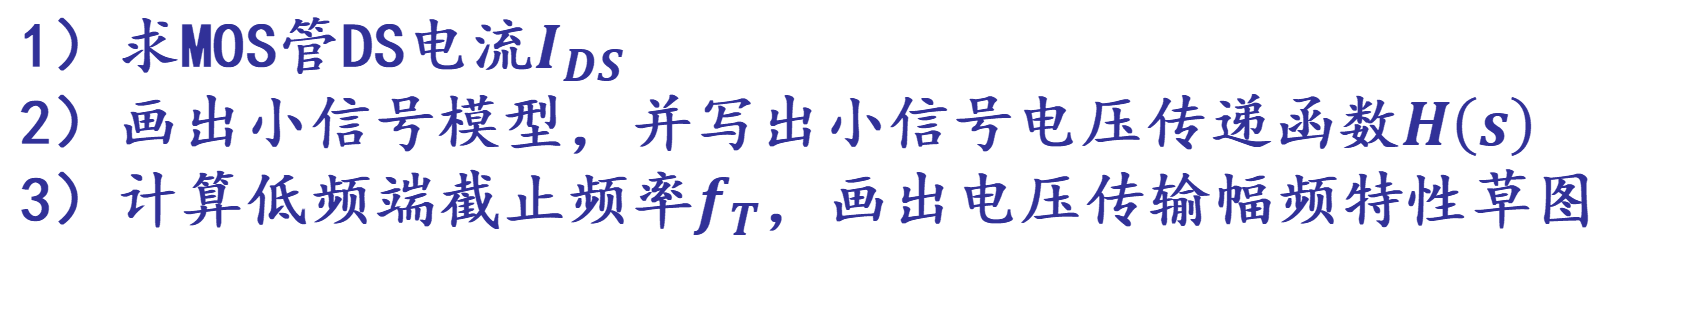 1) 求MOS管DS电流I_DS
2) 画出小信号模型，并写出小信号电压传递函数H(s)
3) 计算低频端截止频率f_T，画出电压传输幅频特性草图